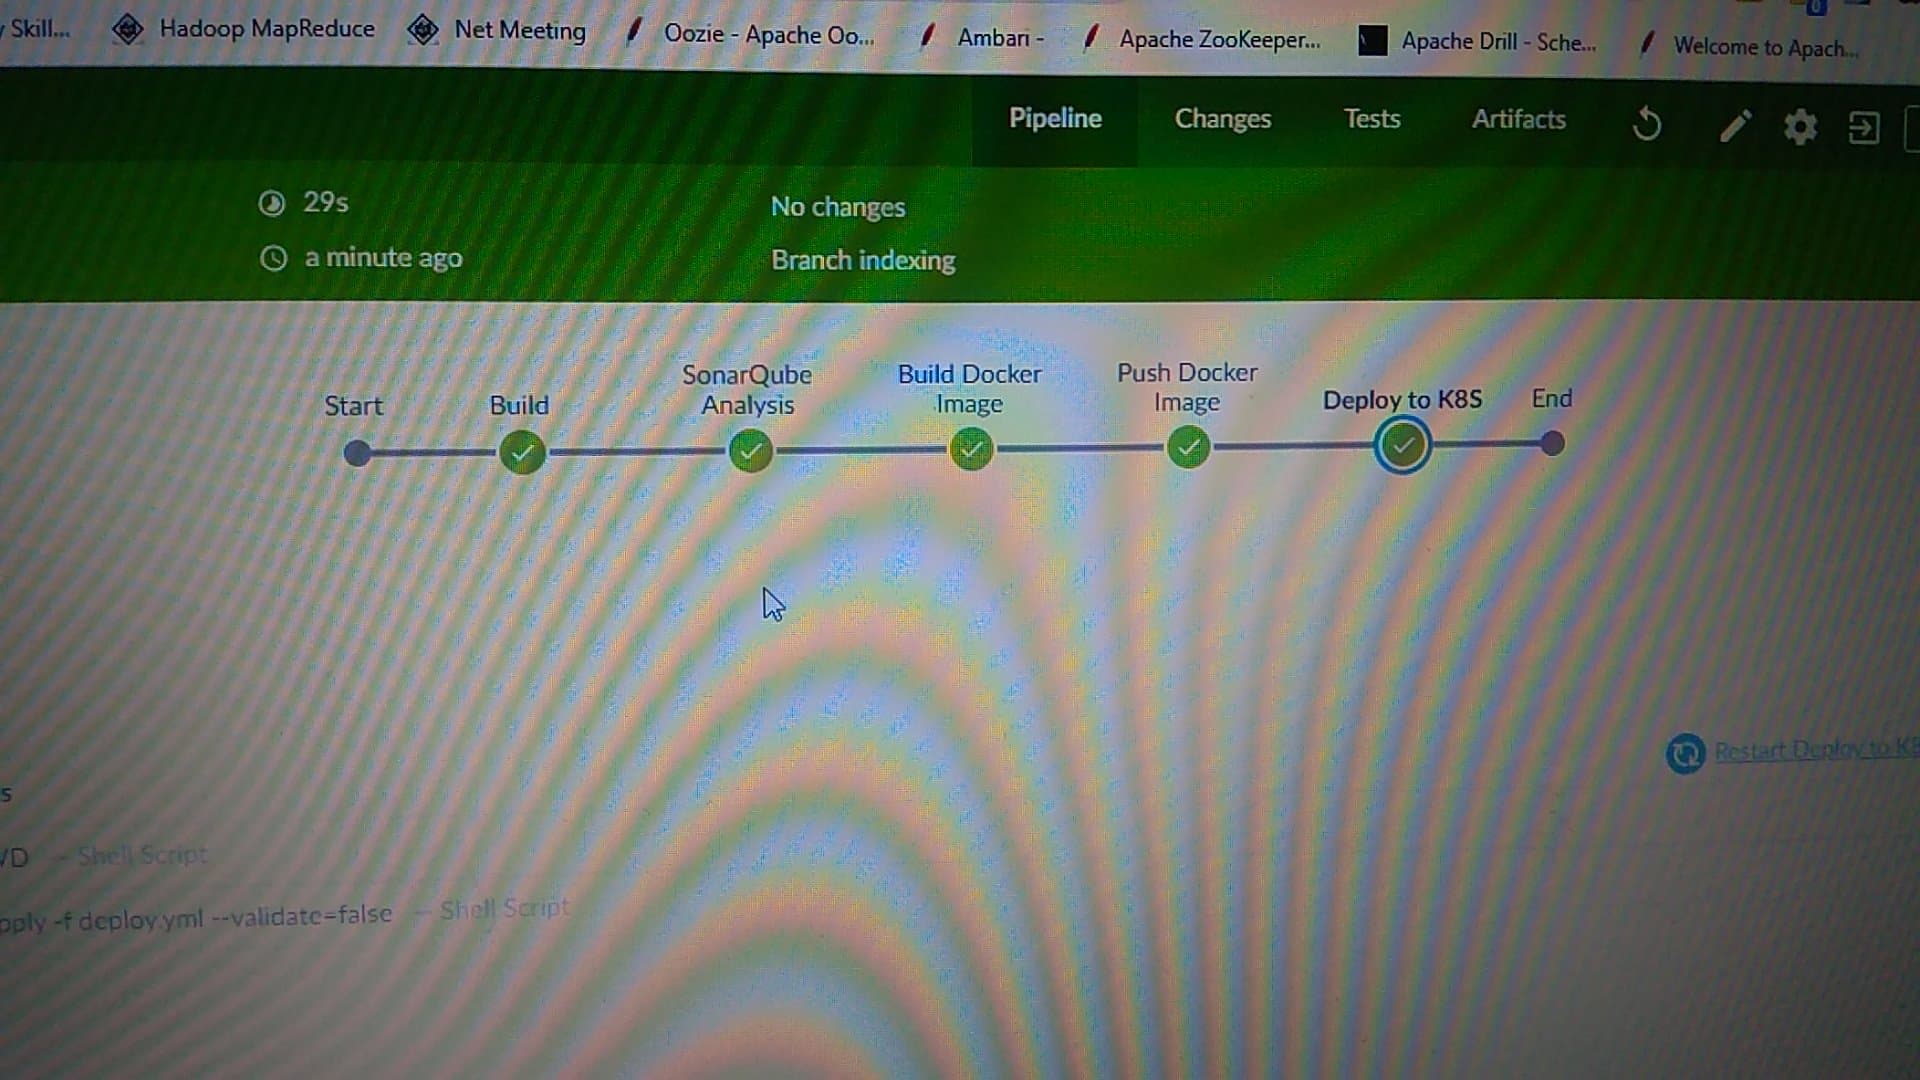 Skill...
Hadoop MapReduce
Net Meeting
Oozie - Apache Oo...
Ambari -
Apache ZooKeeper...
Apache Drill - Sche...
Welcome to Apach...
Pipeline
Changes
Tests
Artifacts
29s
No changes
a minute ago
Branch indexing
Start
Build
SonarQube
Analysis
Build Docker
Image
Push Docker
Image
Deploy to K8S
End
Restart Deploy to K8
s
VD – Shell Script
pply -f deploy.yml --validate=false – Shell Script